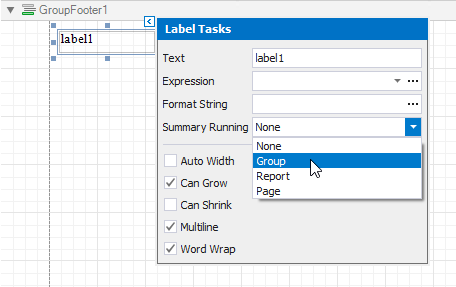 GroupFooter1
label1
Label Tasks
Text label1
Expression
Format String
Summary Running None
None
Group
Report
Page
Auto Width
Can Grow
Can Shrink
Multiline
Word Wrap